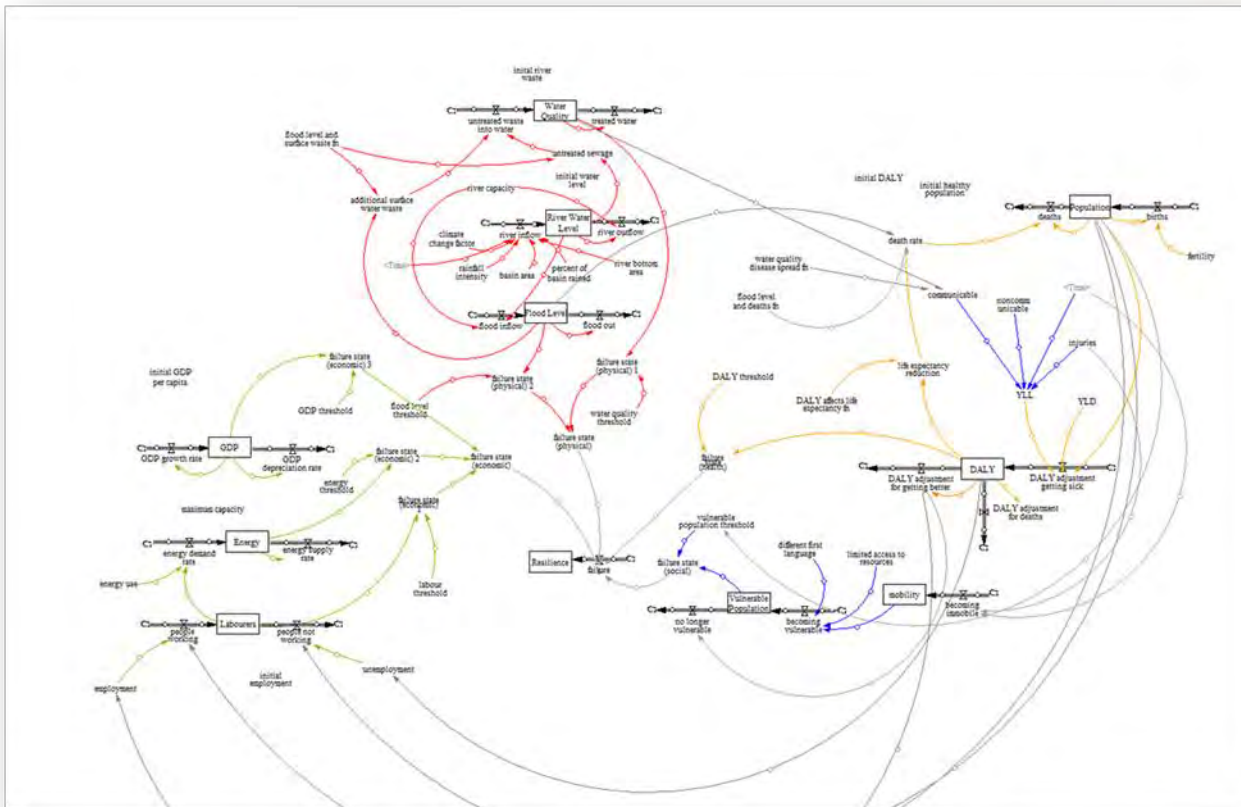 inital river
waste
Water
Quality
untreated waste
into water
treated water
flood level and
surface waste fn
untreated sewage
initial water
level
river capacity
additional surface
water waste
initial DALY
initial healthy
population
Population
deaths
births
River Water
Level
river inflow
river outflow
climate
change factor
<Time>
rainfall
intensity
basin area
percent of
basin rained
river bottom
area
death rate
fertility
water quality
disease spread fn
communicable
noncomm
unicable
<Time>
flood level
and deaths fn
Flood Level
flood inflow
flood out
injuries
failure state
(economic) 3
failure state
(physical) 2
failure state
(physical) 1
life expectancy
reduction
initial GDP
per capita
GDP threshold
flood level
threshold
water quality
threshold
DALY threshold
DALY affects life
expectancy fn
YLL
YLD
failure state
(physical)
GDP
GDP growth rate
GDP
depreciation rate
failure state
(economic) 2
failure state
(economic)
energy
threshold
failure
(health)
DALY
DALY adjustment
for getting better
DALY adjustment
getting sick
DALY adjustment
for deaths
failure state
(economic)
1
maximun capacity
Energy
energy demand
rate
energy supply
rate
vulnerable
population threshold
different first
language
limited access to
resources
Resilience
failure
failure state
(social)
energy use
labour
threshold
Vulnerable
Population
mobility
becoming
immobile
no longer
vulnerable
becoming
vulnerable
Labourers
people
working
people not
working
employment
initial
employment
unemployment